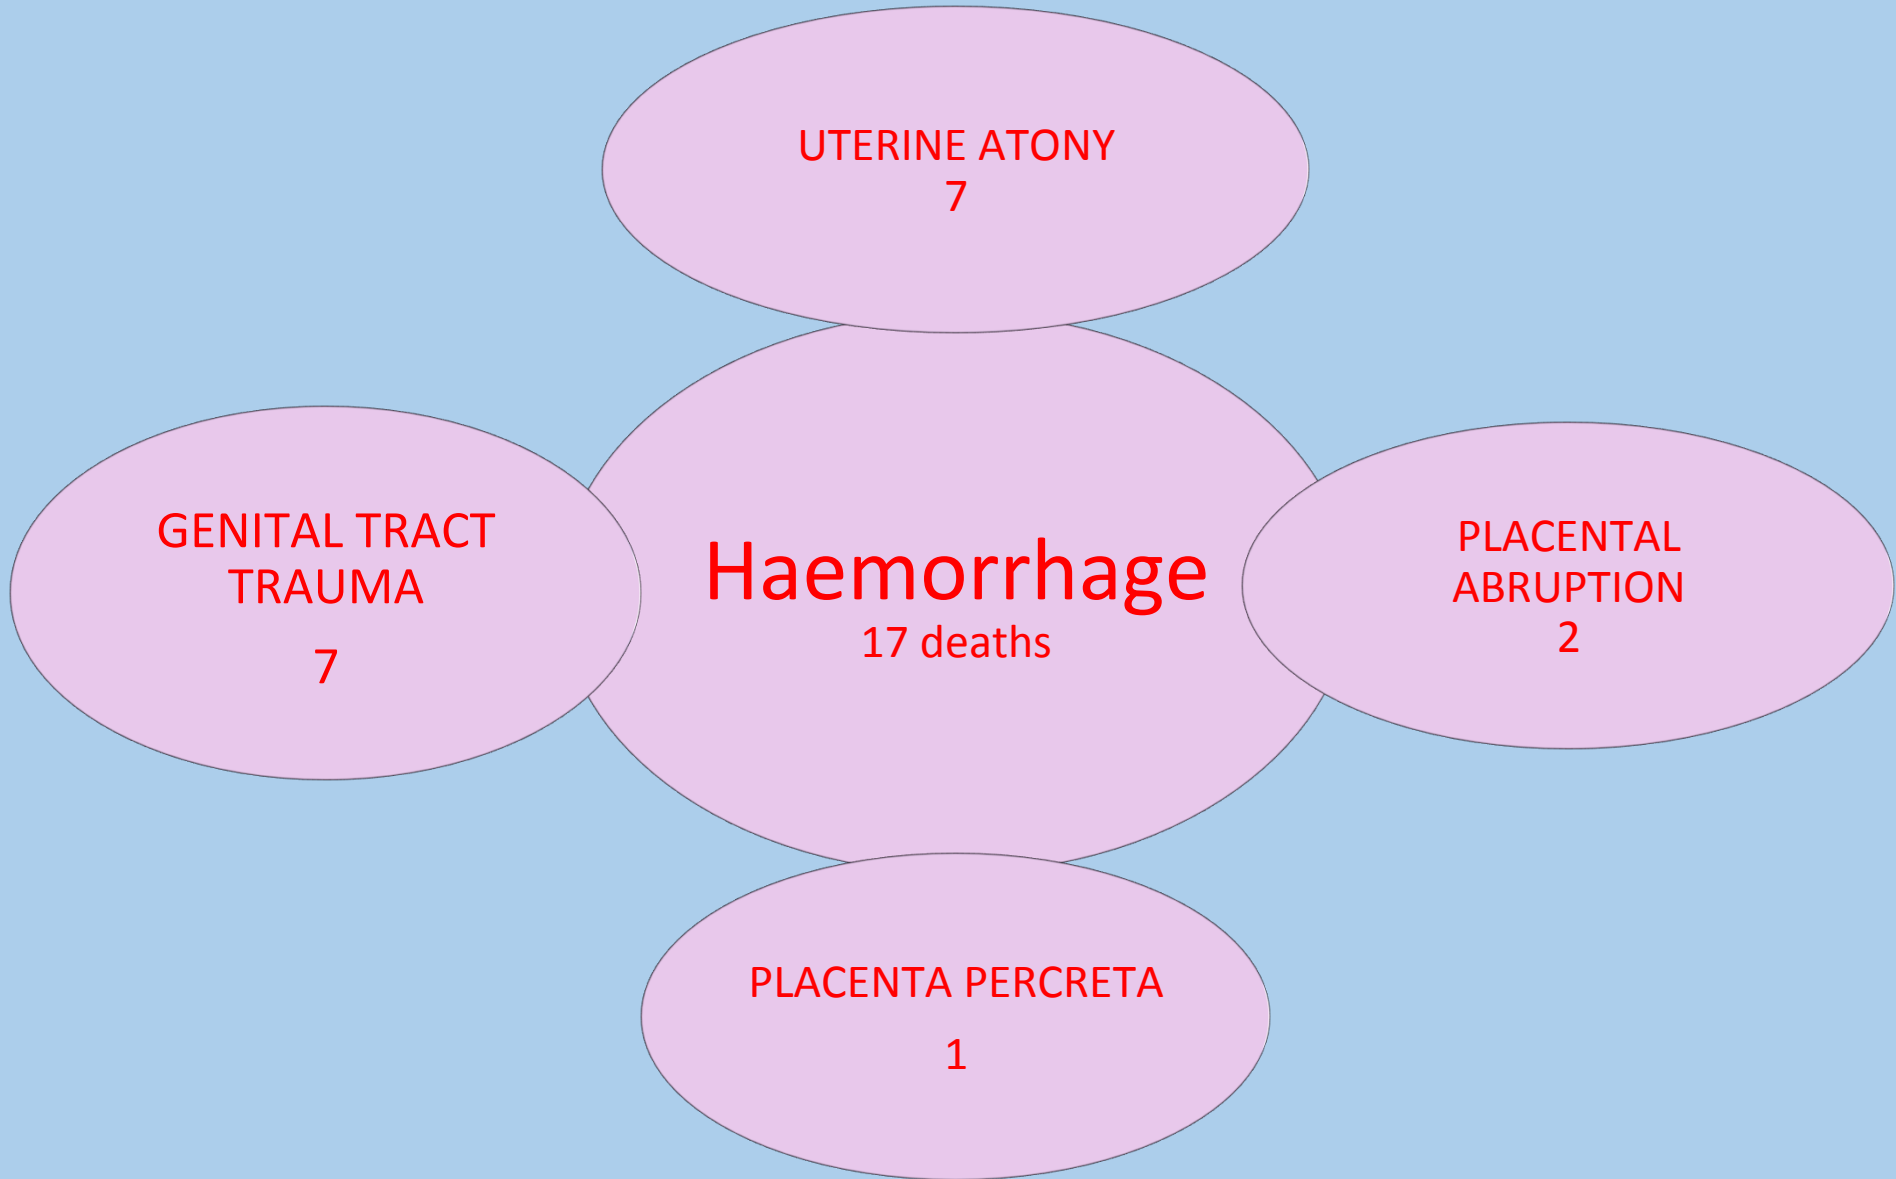 UTERINE ATONY
7
GENITAL TRACT
TRAUMA
7
Haemorrhage
17 deaths
PLACENTAL
ABRUPTION
2
PLACENTA PERCRETA
1